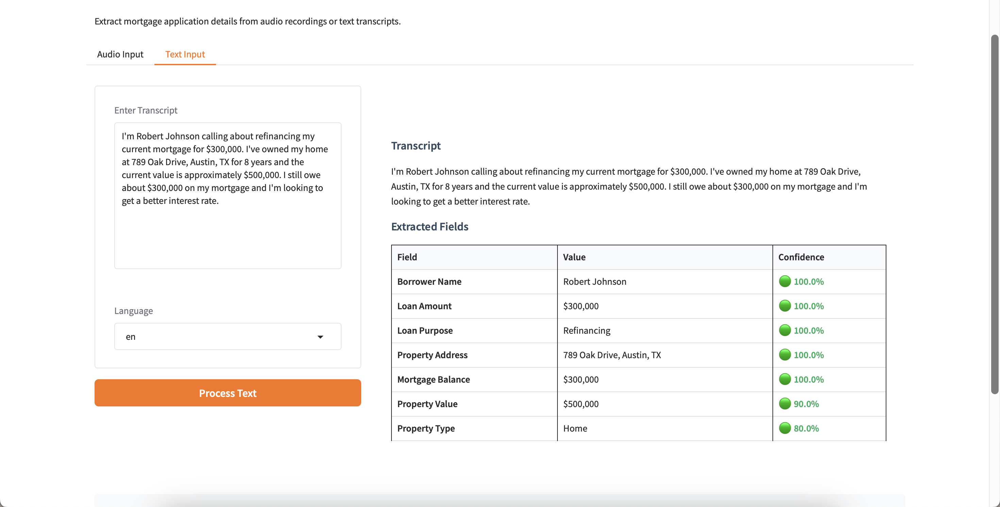 Extract mortgage application details from audio recordings or text transcripts.
Audio Input
Text Input
Enter Transcript
I'm Robert Johnson calling about refinancing my
current mortgage for $300,000. I've owned my home
at 789 Oak Drive, Austin, TX for 8 years and the
current value is approximately $500,000. I still owe
about $300,000 on my mortgage and I'm looking to
get a better interest rate.
Language
en
Process Text
Transcript
I'm Robert Johnson calling about refinancing my current mortgage for $300,000. I've owned my home at 789 Oak Drive,
Austin, TX for 8 years and the current value is approximately $500,000. I still owe about $300,000 on my mortgage and I'm
looking to get a better interest rate.
Extracted Fields
Field Value Confidence
Borrower Name Robert Johnson 100.0%
Loan Amount $300,000 100.0%
Loan Purpose Refinancing 100.0%
Property Address 789 Oak Drive, Austin, TX 100.0%
Mortgage Balance $300,000 100.0%
Property Value $500,000 90.0%
Property Type Home 80.0%